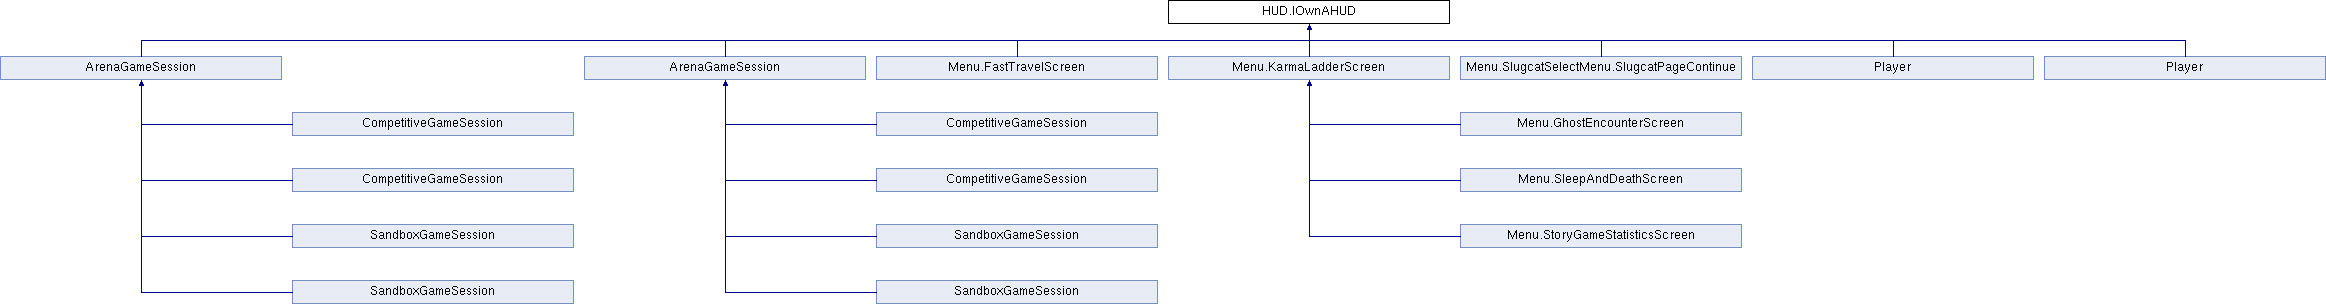 HUD.IOwnAHUD
ArenaGameSession
ArenaGameSession
Menu.FastTravelScreen
Menu.KarmaLadderScreen
Menu.SlugcatSelectMenu.SlugcatPageContinue
Player
Player
CompetitiveGameSession
CompetitiveGameSession
Menu.GhostEncounterScreen
CompetitiveGameSession
CompetitiveGameSession
Menu.SleepAndDeathScreen
SandboxGameSession
SandboxGameSession
Menu.StoryGameStatisticsScreen
SandboxGameSession
SandboxGameSession